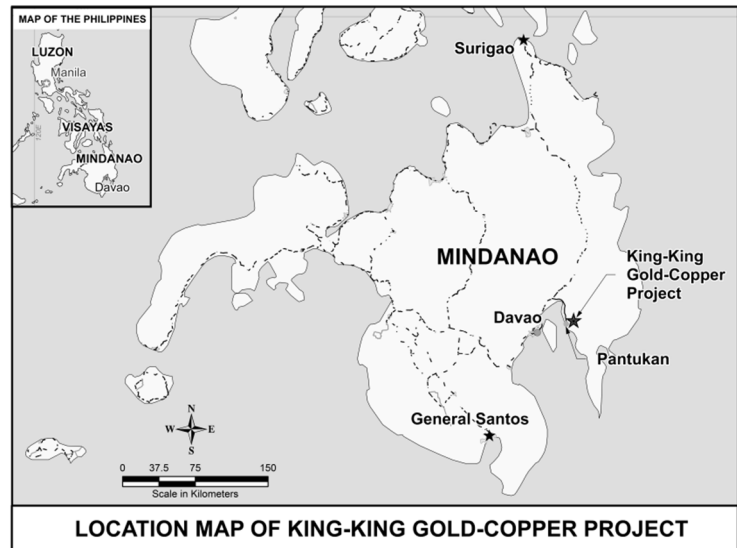 MAP OF THE PHILIPPINES
LUZON
Manila
120E
VISAYAS
MINDANAO
Davao
Surigao
MINDANAO
King-King
Gold-Copper
Project
Davao
Pantukan
General Santos
N
W E
S
0 37.5 75 150
Scale in Kilometers
LOCATION MAP OF KING-KING GOLD-COPPER PROJECT